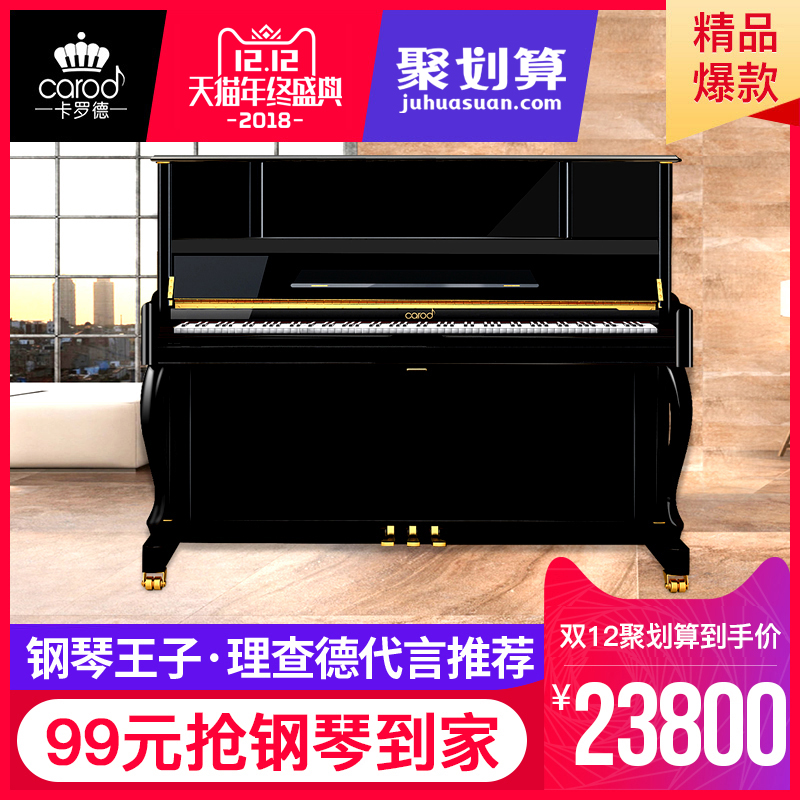 carod
卡罗德
12.12
天猫年终盛典
-2018-
聚划算
juhuasuan.com
精品
爆款
carod
钢琴王子·理查德代言推荐
99元抢钢琴到家
双12聚划算到手价
¥23800